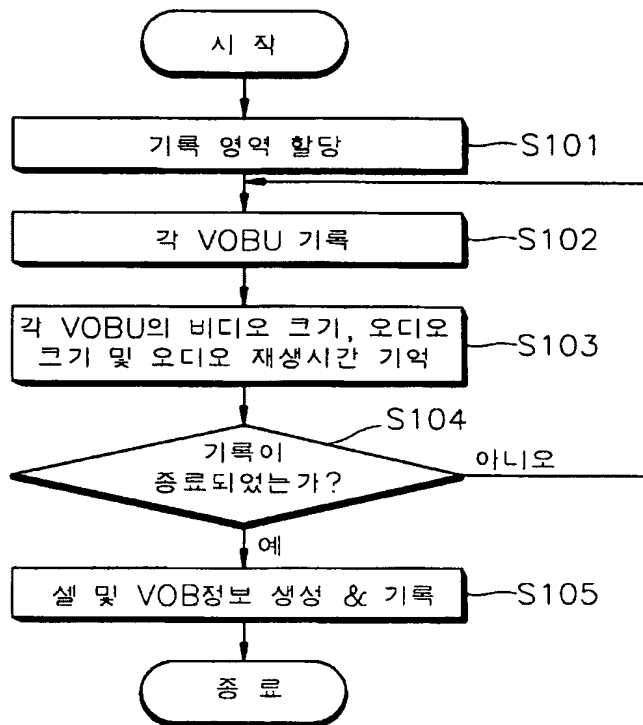 시 작
기록 영역 할당
S101
각 VOBU 기록
S102
각 VOBU의 비디오 크기, 오디오
크기 및 오디오 재생시간 기억
S103
S104
기록이
종료되었는가?
아니오
예
셀 및 VOB정보 생성 & 기록
S105
종 료